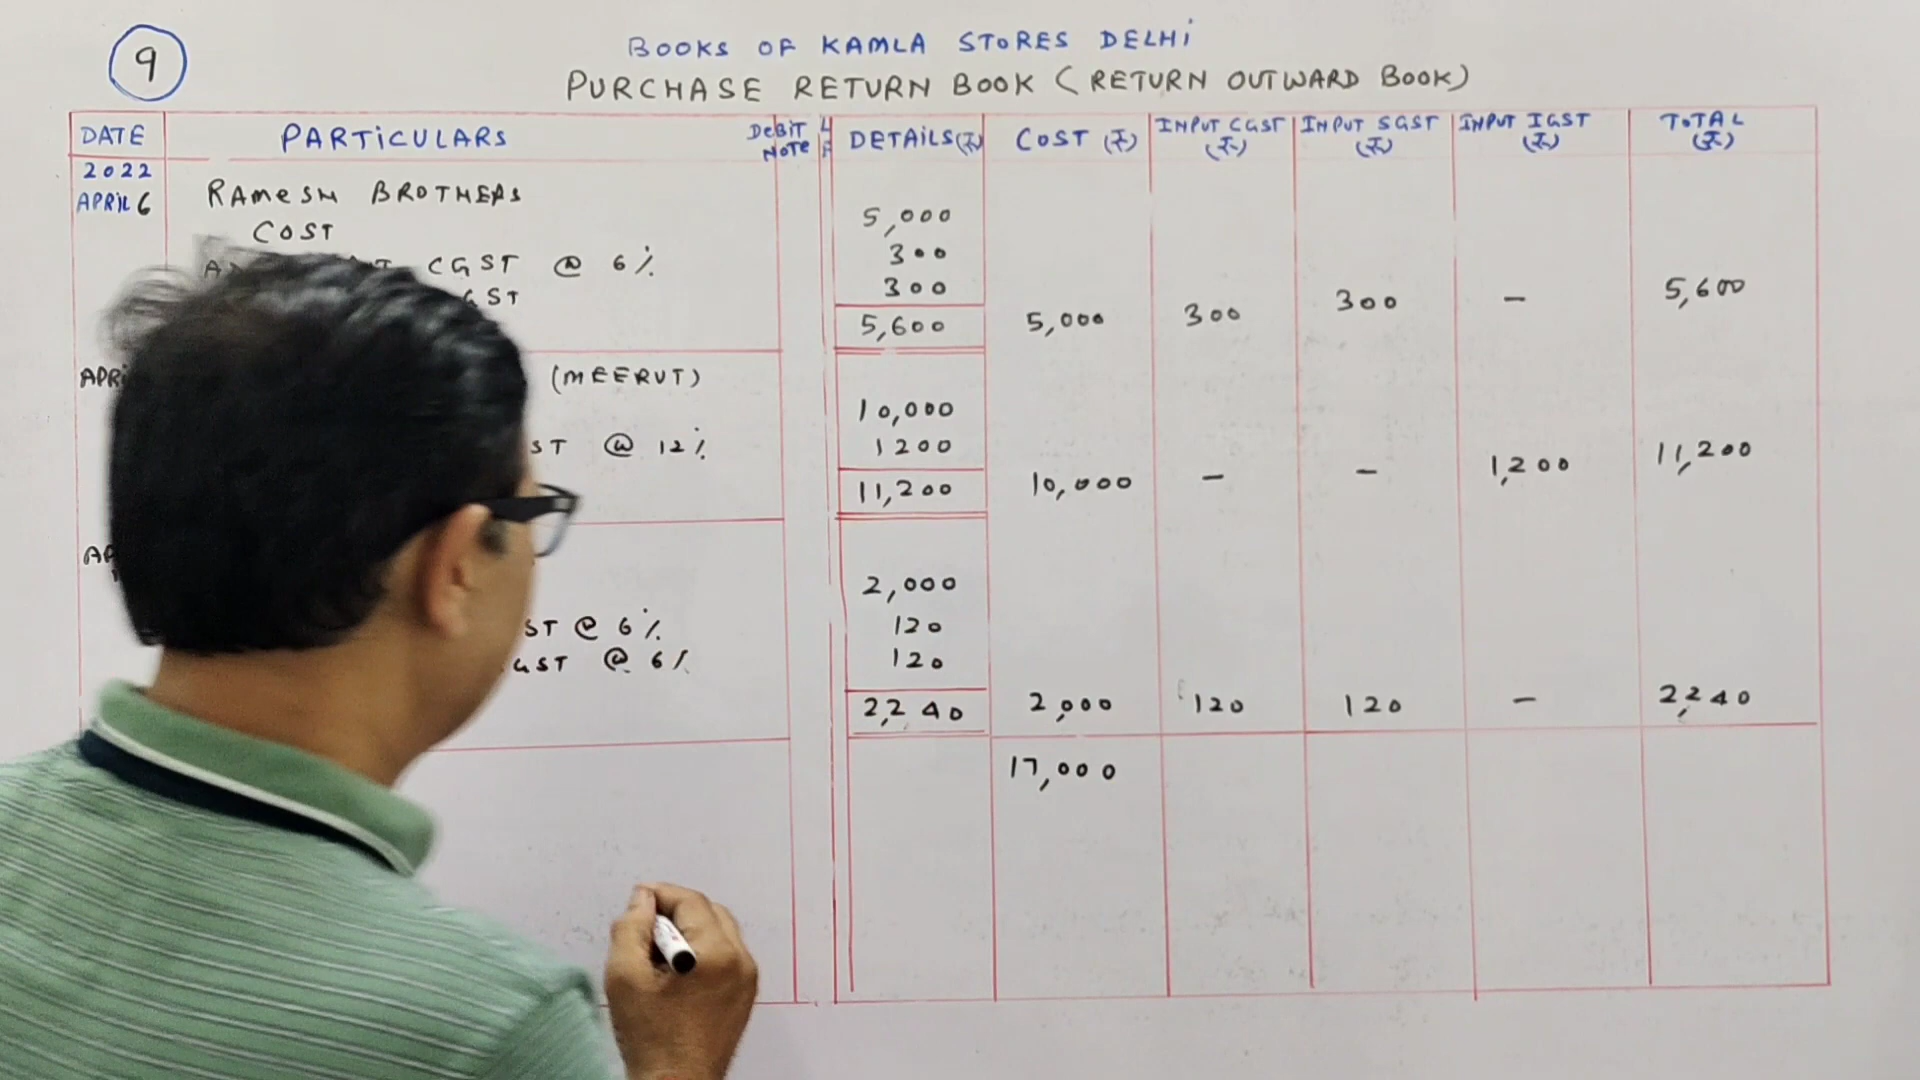 9
BOOKS OF KAMLA STORES DELHI
PURCHASE RETURN BOOK (RETURN OUTWARD BOOK)
DATE PARTICULARS DEBIT NOTE LF DETAILS (₹) COST (₹) INPUT CGST (₹) INPUT SGST (₹) INPUT IGST (₹) TOTAL (₹)
2022
APRIL 6 RAMESH BROTHERS
COST 5,000
CGST @ 6% 300
300
5,600 5,000 300 300 - 5,600
(MEERUT)
10,000
@ 12% 1200
11,200 10,000 - - 1,200 11,200
2,000
@ 6% 120
@ 6% 120
2,240 2,000 120 120 - 2,240
17,000